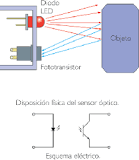 Diodo
LED
Objeto
Fototransistor
Disposición física del sensor óptico.
Esquema eléctrico.